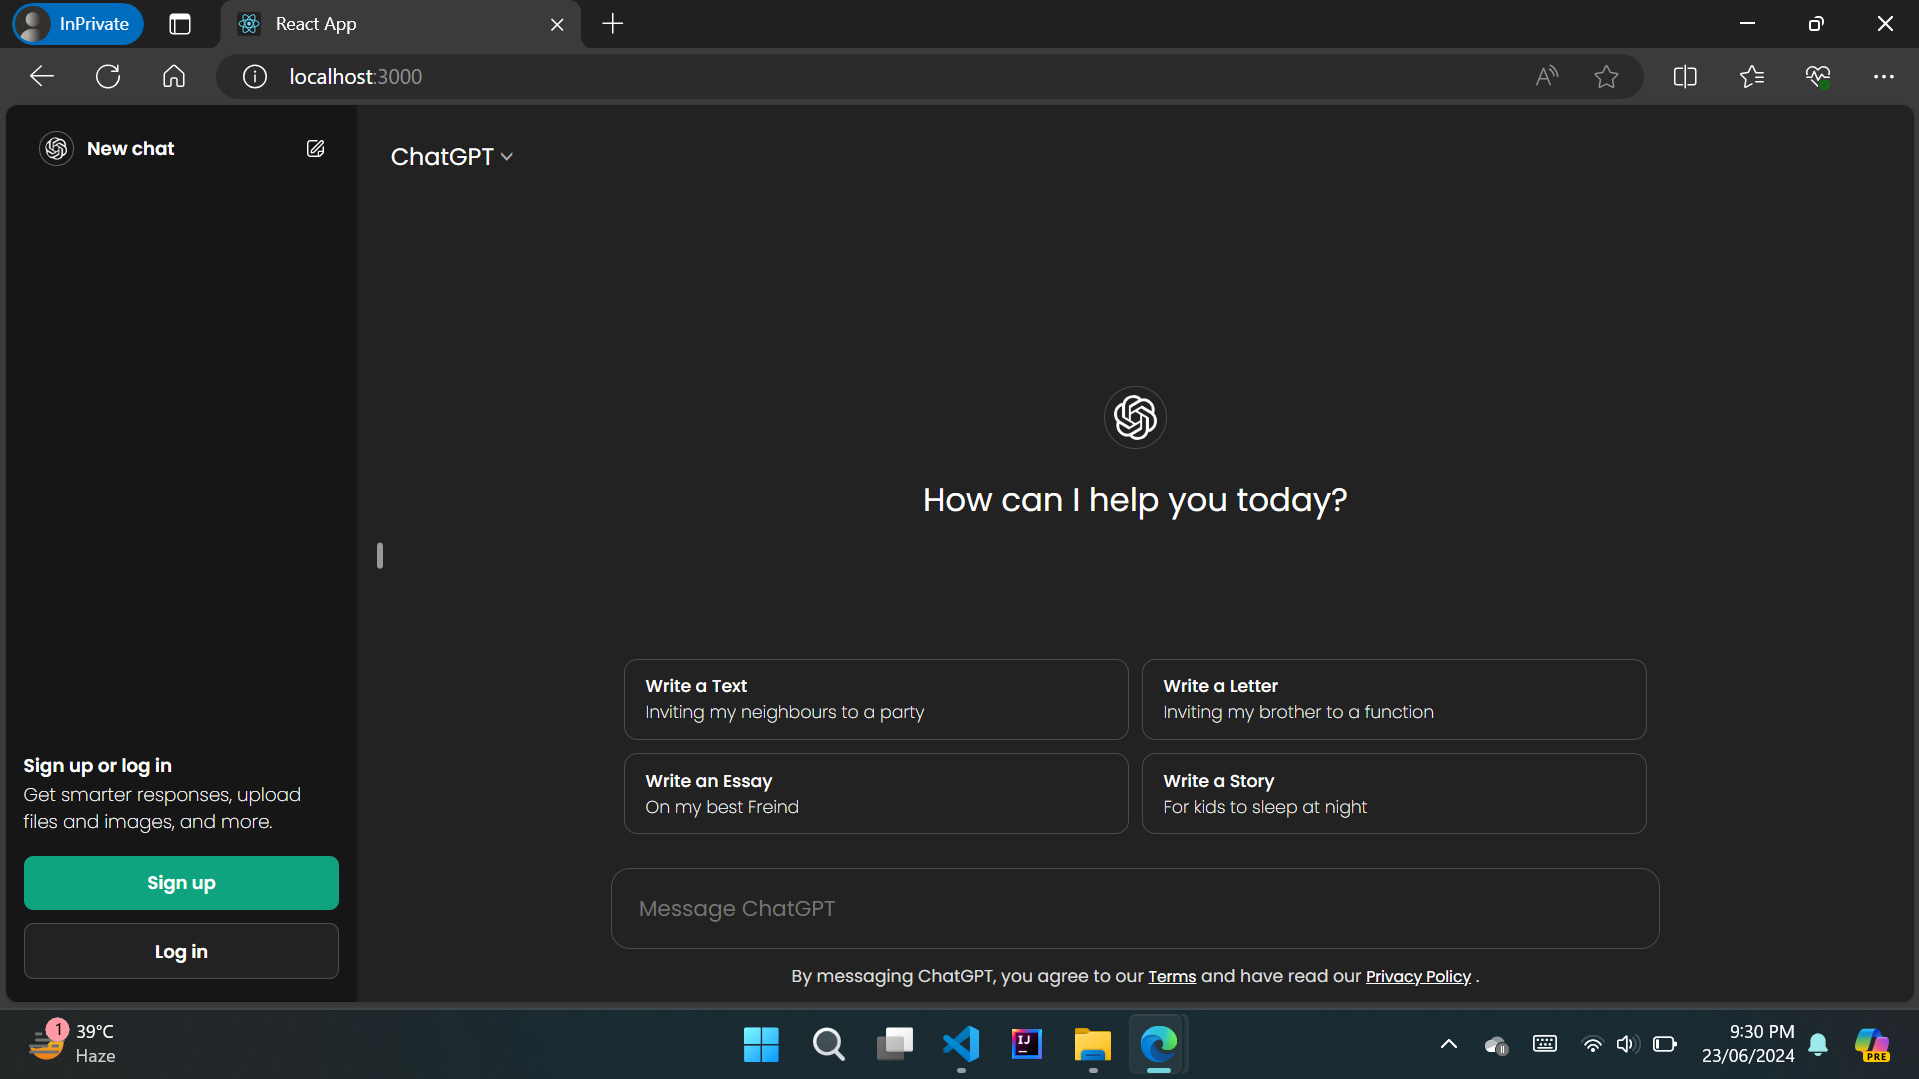 InPrivate
React App
localhost:3000
New chat
ChatGPT
How can I help you today?
Write a Text
Inviting my neighbours to a party
Write a Letter
Inviting my brother to a function
Write an Essay
On my best Freind
Write a Story
For kids to sleep at night
Sign up or log in
Get smarter responses, upload
files and images, and more.
Sign up
Log in
Message ChatGPT
By messaging ChatGPT, you agree to our Terms and have read our Privacy Policy .
1
39°C
Haze
IJ
9:30 PM
23/06/2024
PRE